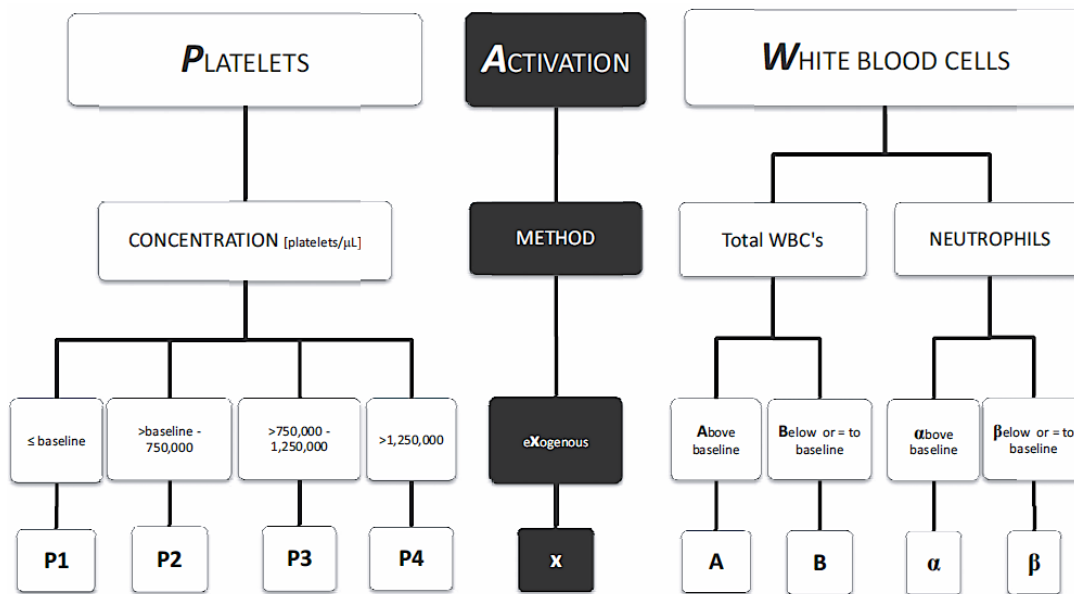 PLATELETS
ACTIVATION
WHITE BLOOD CELLS
CONCENTRATION [platelets/µL]
METHOD
Total WBC's
NEUTROPHILS
≤ baseline
>baseline -
750,000
>750,000 -
1,250,000
>1,250,000
eXogenous
Above
baseline
Below or = to
baseline
αbove
baseline
βelow or = to
baseline
P1
P2
P3
P4
x
A
B
α
β